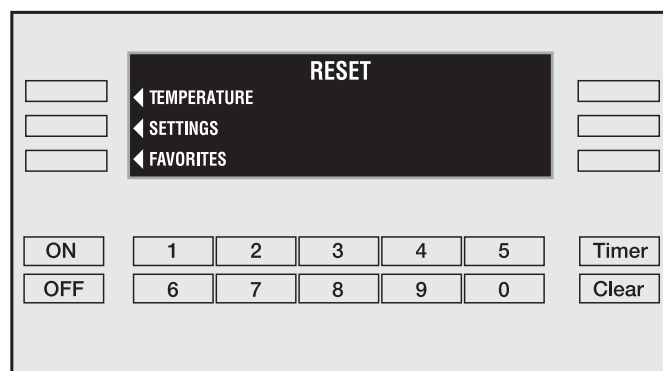 RESET
TEMPERATURE
SETTINGS
FAVORITES
ON 1 2 3 4 5 Timer
OFF 6 7 8 9 0 Clear